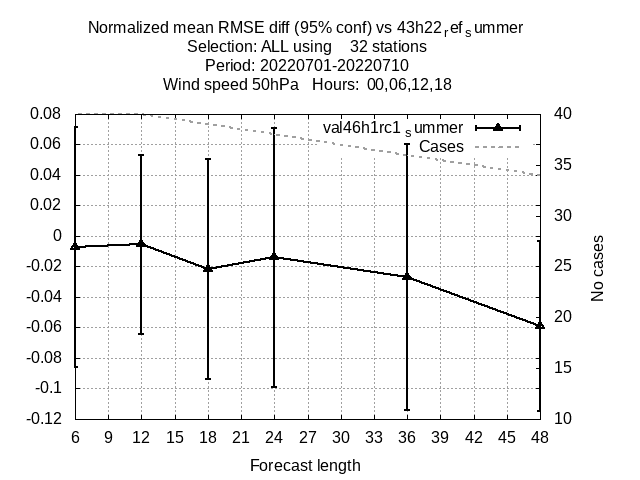 Normalized mean RMSE diff (95% conf) vs 43h22refsummer
Selection: ALL using 32 stations
Period: 20220701-20220710
Wind speed 50hPa Hours: 00,06,12,18
val46h1rc1summer
Cases
0.08
0.06
0.04
0.02
0
-0.02
-0.04
-0.06
-0.08
-0.1
-0.12
40
35
30
25
20
15
10
No cases
6 9 12 15 18 21 24 27 30 33 36 39 42 45 48
Forecast length